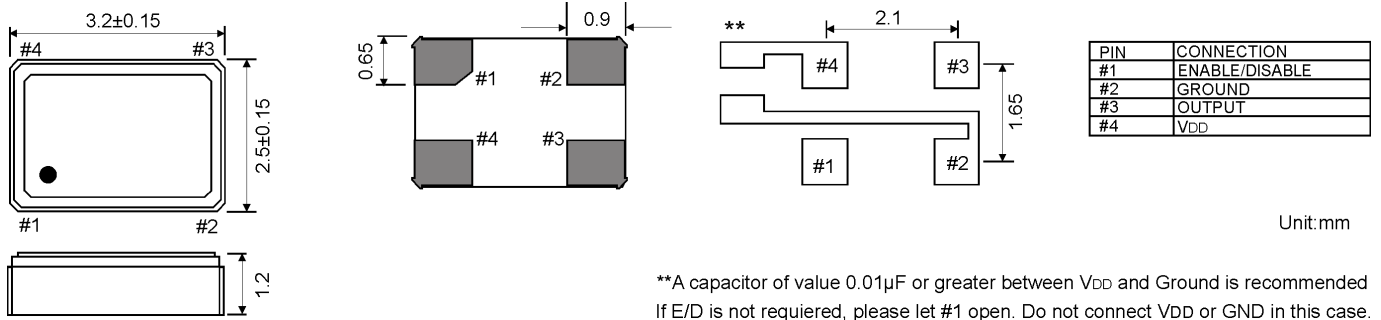 3.2±0.15
#4 #3
2.5±0.15
#1 #2
1.2
0.9
0.65
#1 #2
#4 #3
**
2.1
#4 #3
1.65
#1 #2
PIN CONNECTION
#1 ENABLE/DISABLE
#2 GROUND
#3 OUTPUT
#4 VDD
Unit:mm
**A capacitor of value 0.01µF or greater between VDD and Ground is recommended
If E/D is not requiered, please let #1 open. Do not connect VDD or GND in this case.